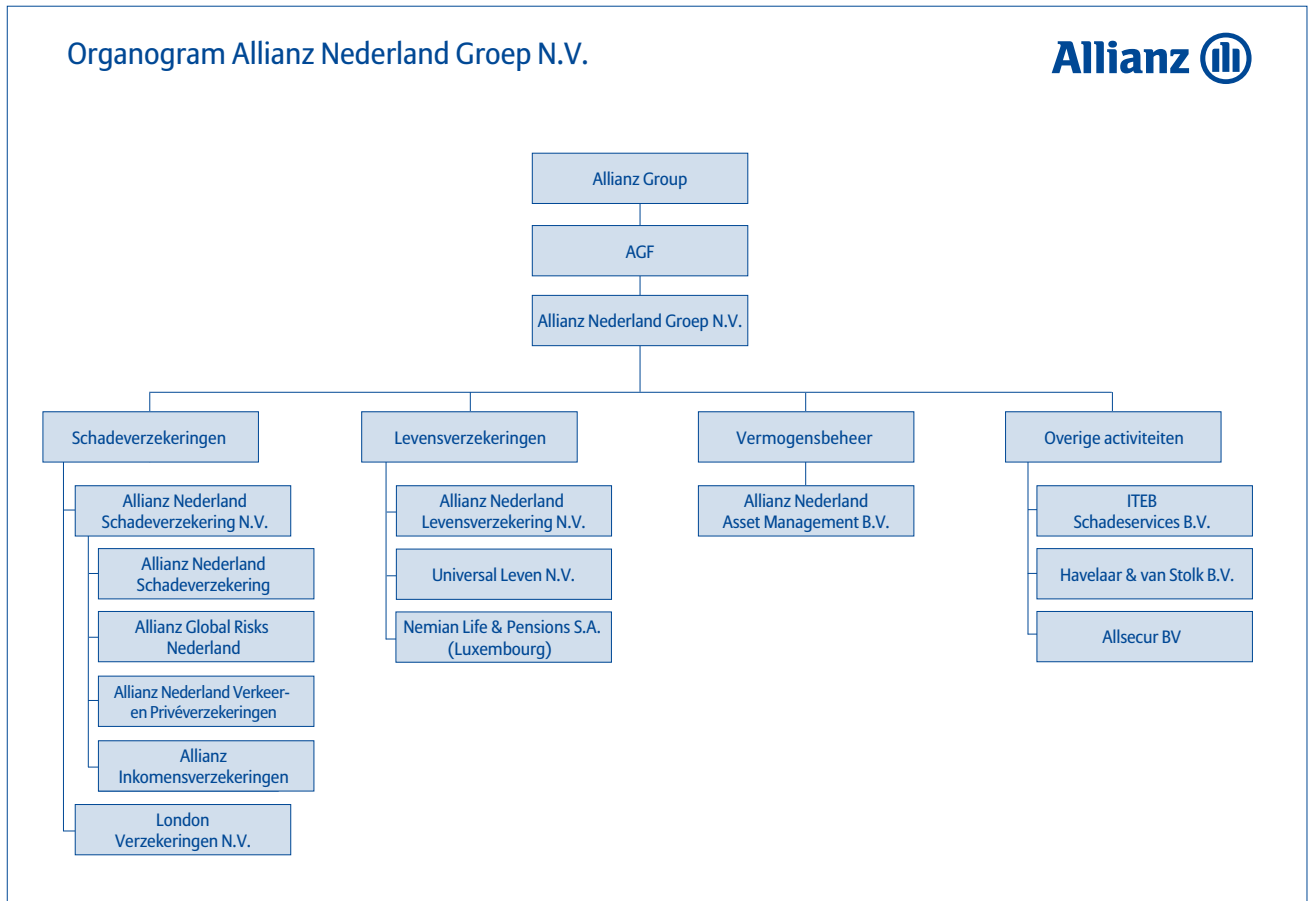 Organogram Allianz Nederland Groep N.V.
Allianz
Allianz Group
AGF
Allianz Nederland Groep N.V.
Schadeverzekeringen
Levensverzekeringen
Vermogensbeheer
Overige activiteiten
Allianz Nederland
Schadeverzekering N.V.
Allianz Nederland
Schadeverzekering
Allianz Global Risks
Nederland
Allianz Nederland Verkeer-
en Privéverzekeringen
Allianz
Inkomensverzekeringen
London
Verzekeringen N.V.
Allianz Nederland
Levensverzekering N.V.
Universal Leven N.V.
Nemian Life & Pensions S.A.
(Luxembourg)
Allianz Nederland
Asset Management B.V.
ITEB
Schadeservices B.V.
Havelaar & van Stolk B.V.
Allsecur BV